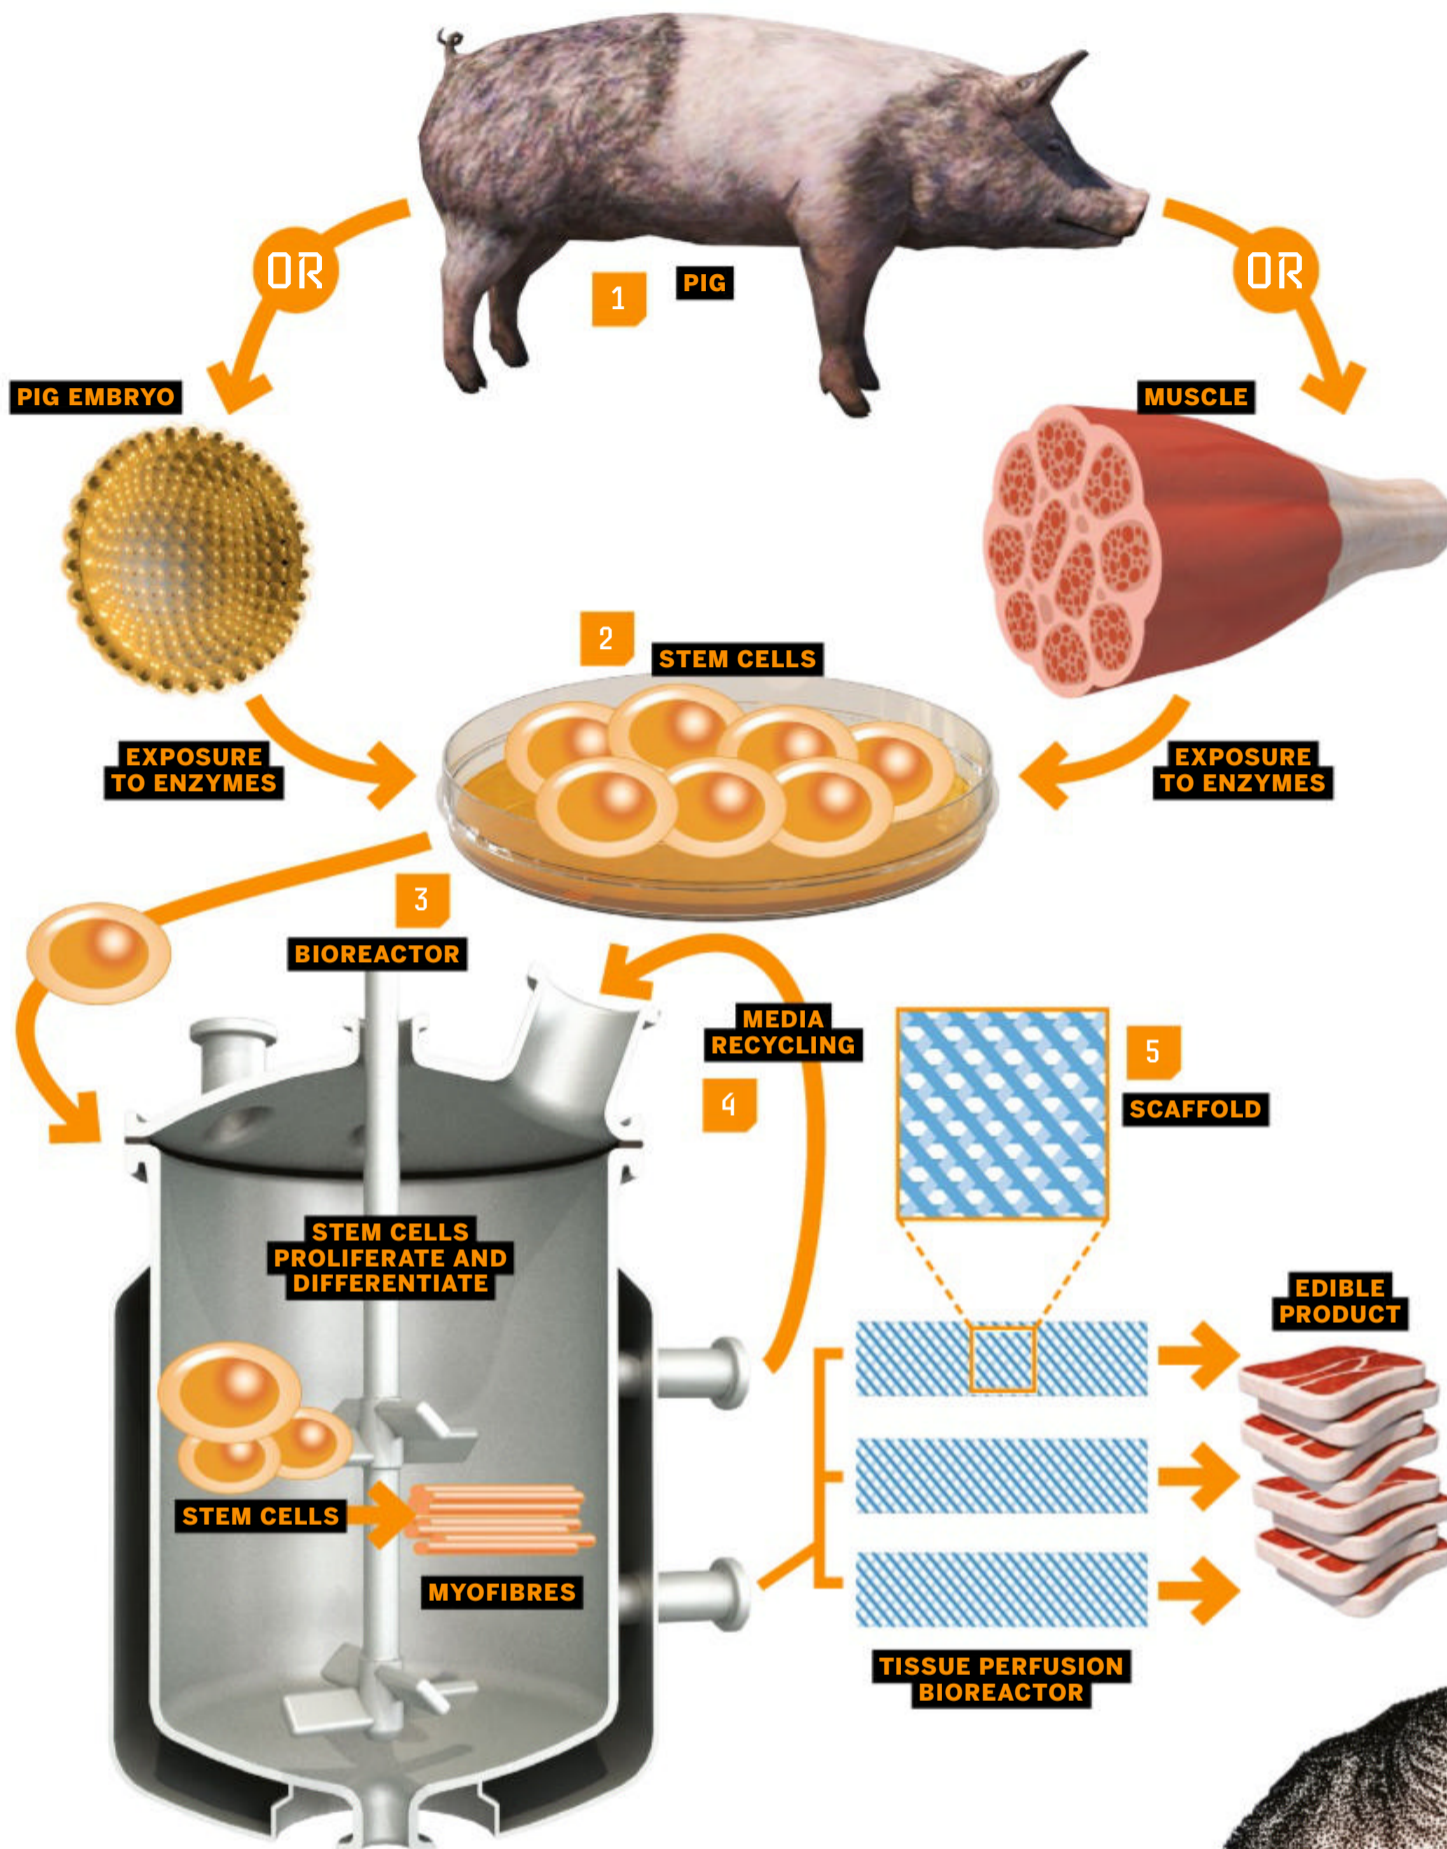 OR
OR
1
PIG
PIG EMBRYO
MUSCLE
2
STEM CELLS
EXPOSURE
TO ENZYMES
EXPOSURE
TO ENZYMES
3
BIOREACTOR
MEDIA
RECYCLING
4
5
SCAFFOLD
STEM CELLS
PROLIFERATE AND
DIFFERENTIATE
EDIBLE
PRODUCT
STEM CELLS
MYOFIBRES
TISSUE PERFUSION
BIOREACTOR